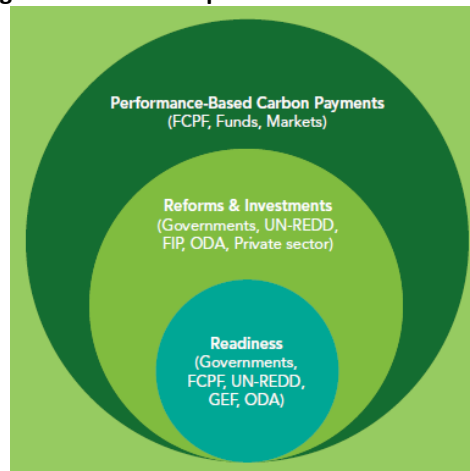 Performance-Based Carbon Payments
(FCPF, Funds, Markets)
Reforms & Investments
(Governments, UN-REDD,
FIP, ODA, Private sector)
Readiness
(Governments,
FCPF, UN-REDD,
GEF, ODA)